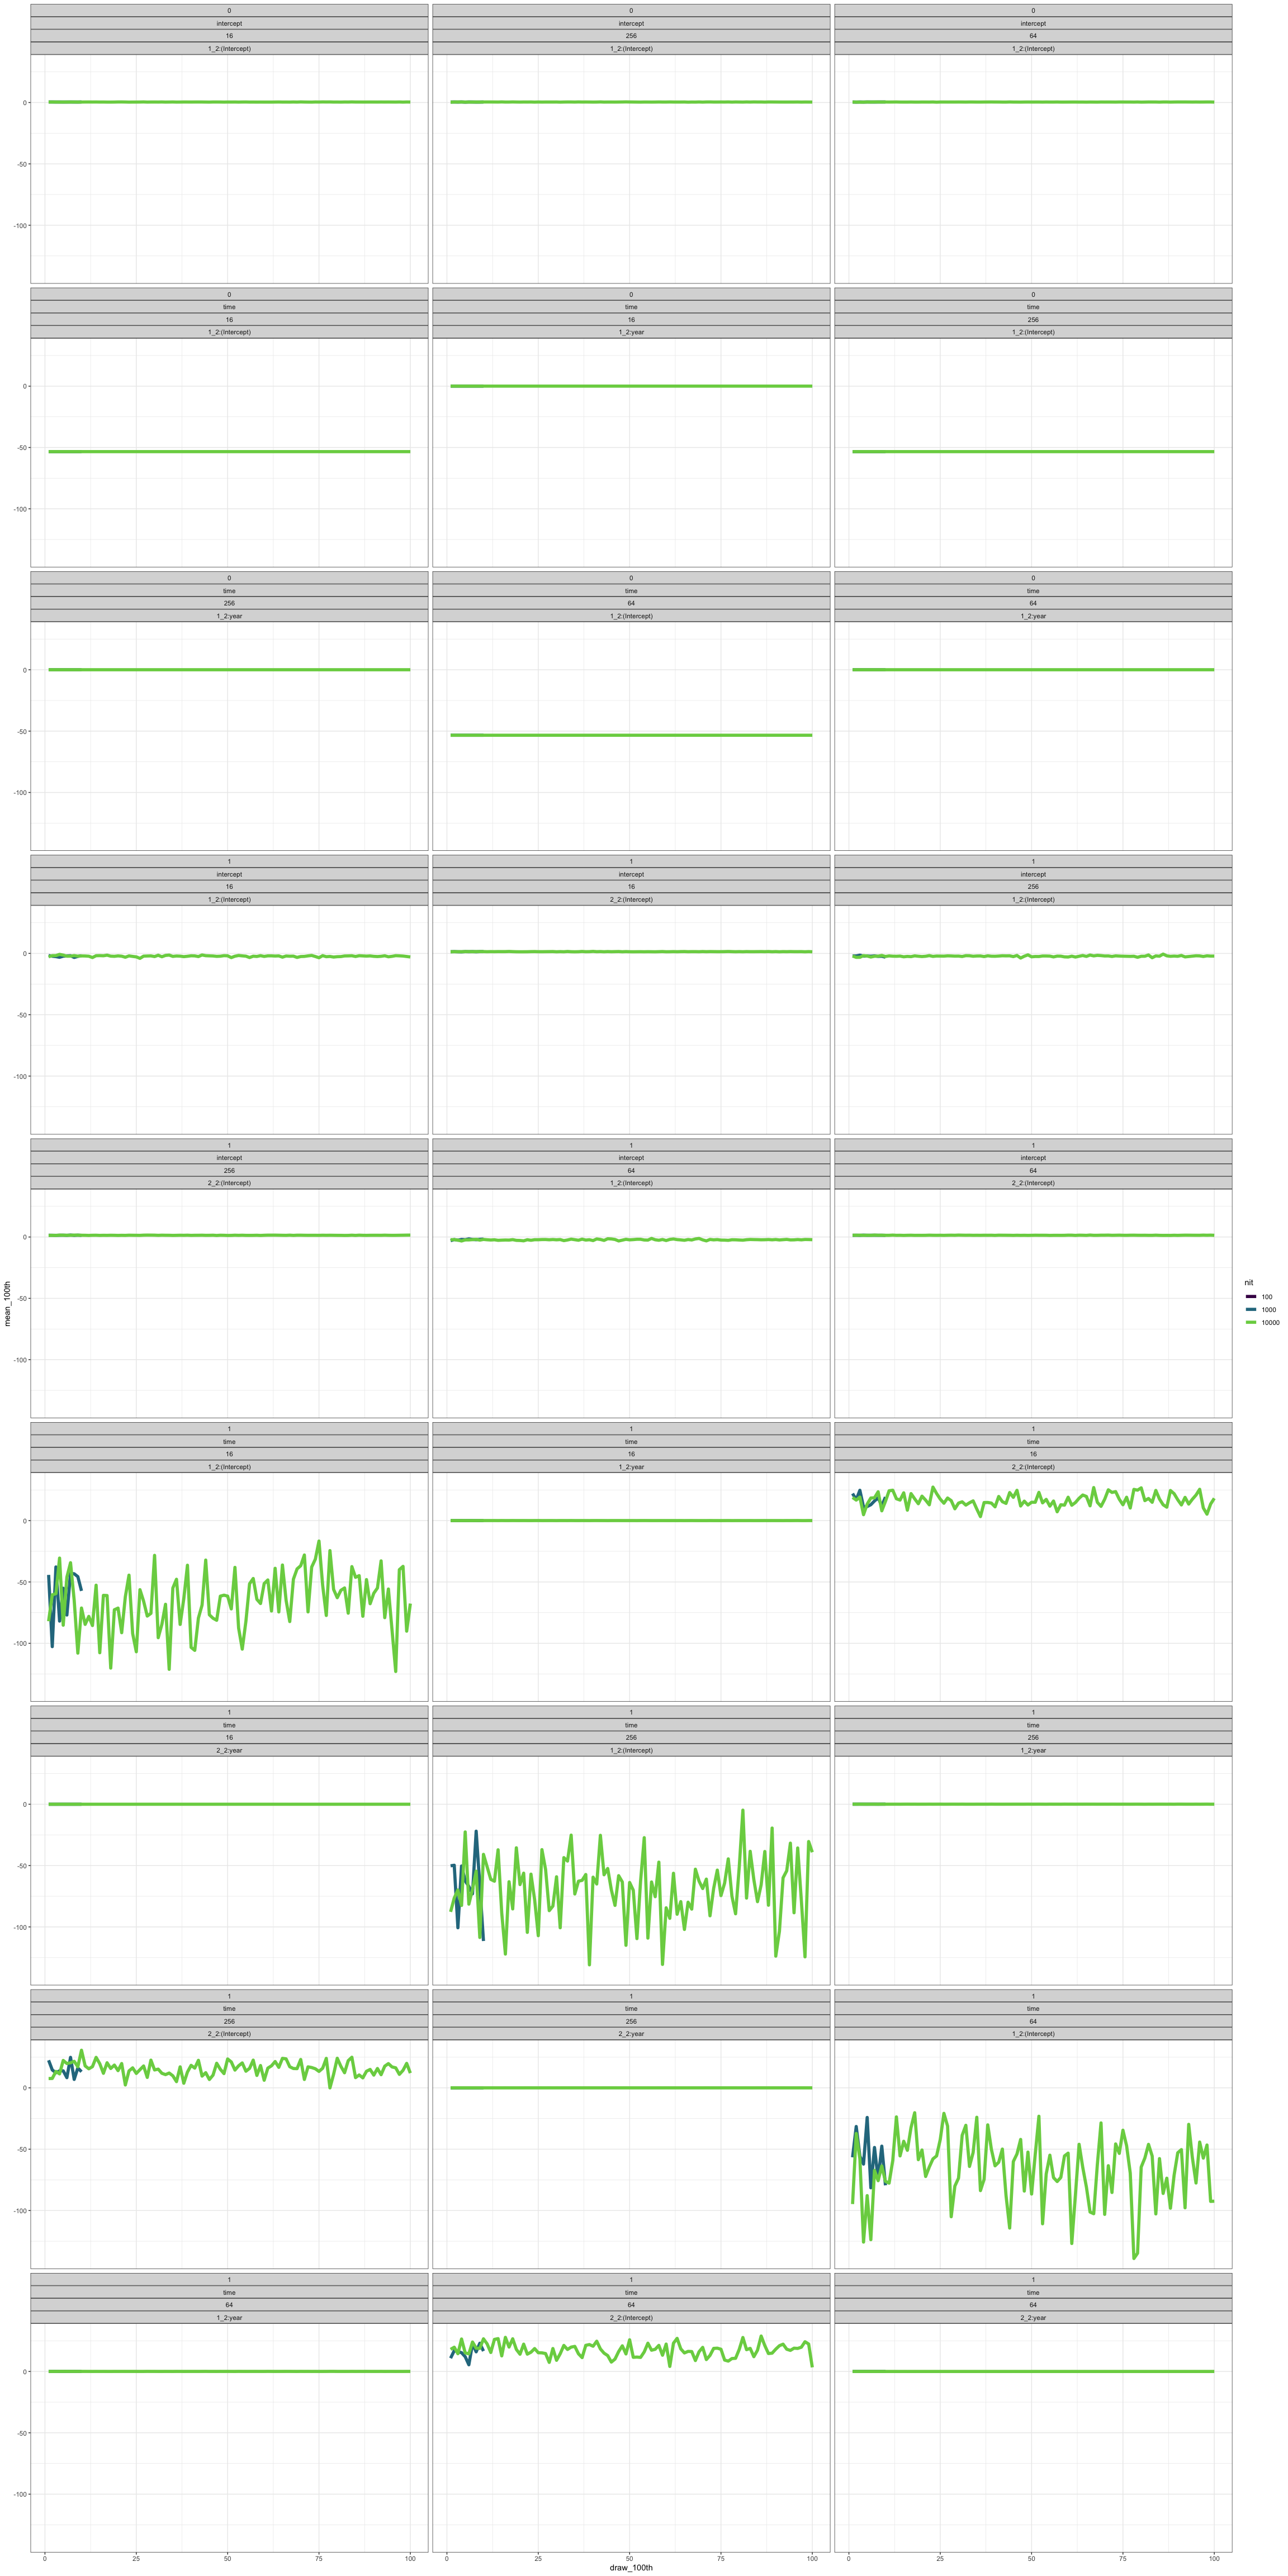 0 0 0
intercept intercept intercept
16 256 64
1_2:(Intercept) 1_2:(Intercept) 1_2:(Intercept)
0
-50
-100
0 0 0
time time time
16 16 256
1_2:(Intercept) 1_2:year 1_2:(Intercept)
0
-50
-100
0 0 0
time time time
256 64 64
1_2:year 1_2:(Intercept) 1_2:year
0
-50
-100
1 1 1
intercept intercept intercept
16 16 256
1_2:(Intercept) 2_2:(Intercept) 1_2:(Intercept)
0
-50
-100
1 1 1
intercept intercept intercept
256 64 64
2_2:(Intercept) 1_2:(Intercept) 2_2:(Intercept)
0
-50
-100
mean_100th
nit
100
1000
10000
1 1 1
time time time
16 16 16
1_2:(Intercept) 1_2:year 2_2:(Intercept)
0
-50
-100
1 1 1
time time time
16 256 256
2_2:year 1_2:(Intercept) 1_2:year
0
-50
-100
1 1 1
time time time
256 256 64
2_2:(Intercept) 2_2:year 1_2:(Intercept)
0
-50
-100
1 1 1
time time time
64 64 64
1_2:year 2_2:(Intercept) 2_2:year
0
-50
-100
0 25 50 75 100 0 25 50 75 100 0 25 50 75 100
draw_100th